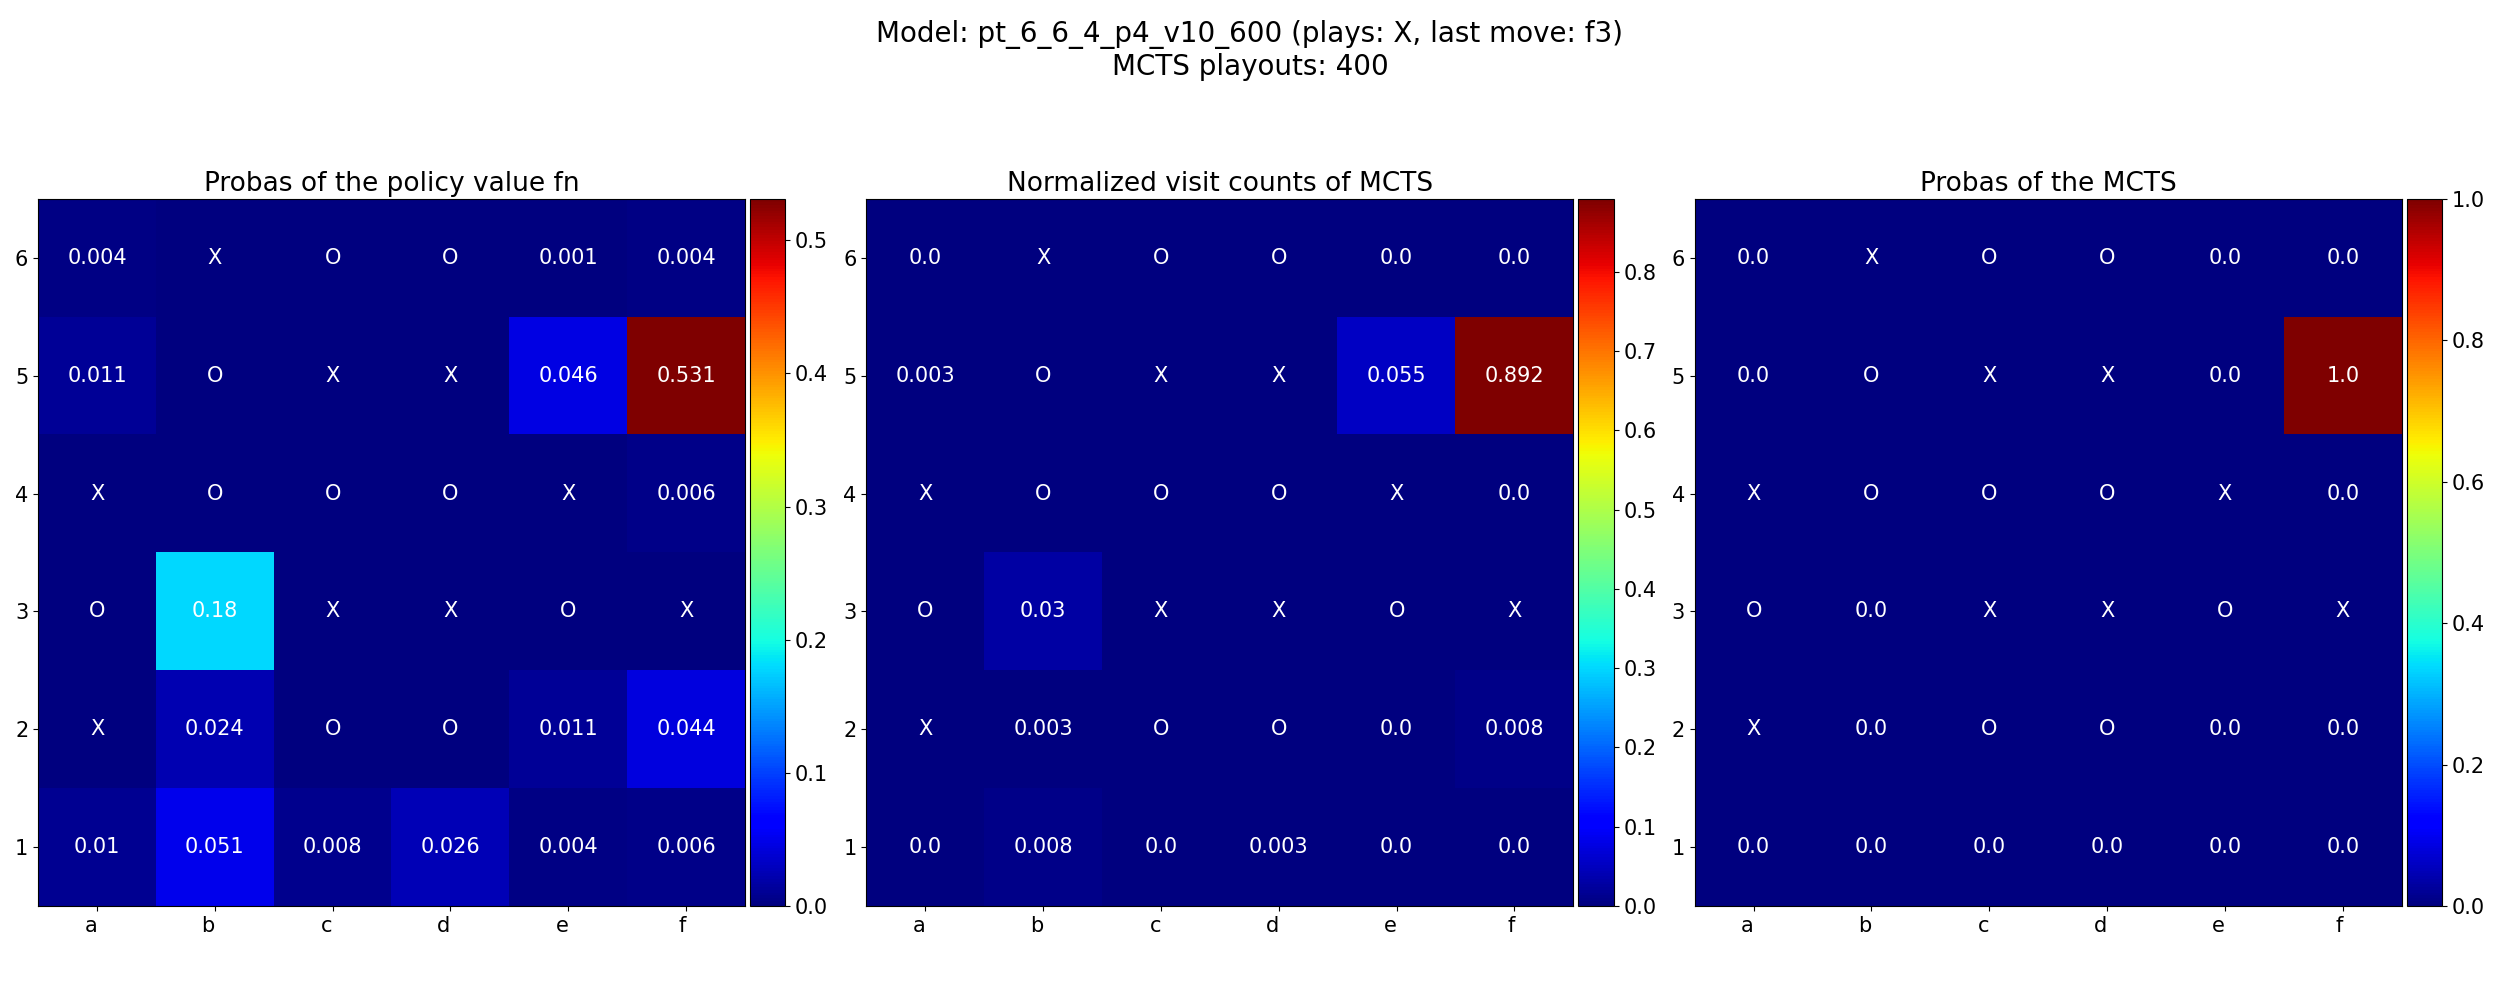 Model: pt_6_6_4_p4_v10_600 (plays: X, last move: f3)
MCTS playouts: 400
Probas of the policy value fn
6 0.004 X O O 0.001 0.004
5 0.011 O X X 0.046 0.531
4 X O O O X 0.006
3 O 0.18 X X O X
2 X 0.024 O O 0.011 0.044
1 0.01 0.051 0.008 0.026 0.004 0.006
a b c d e f
0.5
0.4
0.3
0.2
0.1
0.0
Normalized visit counts of MCTS
6 0.0 X O O 0.0 0.0
5 0.003 O X X 0.055 0.892
4 X O O O X 0.0
3 O 0.03 X X O X
2 X 0.003 O O 0.0 0.008
1 0.0 0.008 0.0 0.003 0.0 0.0
a b c d e f
0.8
0.7
0.6
0.5
0.4
0.3
0.2
0.1
0.0
Probas of the MCTS
6 0.0 X O O 0.0 0.0
5 0.0 O X X 0.0 1.0
4 X O O O X 0.0
3 O 0.0 X X O X
2 X 0.0 O O 0.0 0.0
1 0.0 0.0 0.0 0.0 0.0 0.0
a b c d e f
1.0
0.8
0.6
0.4
0.2
0.0